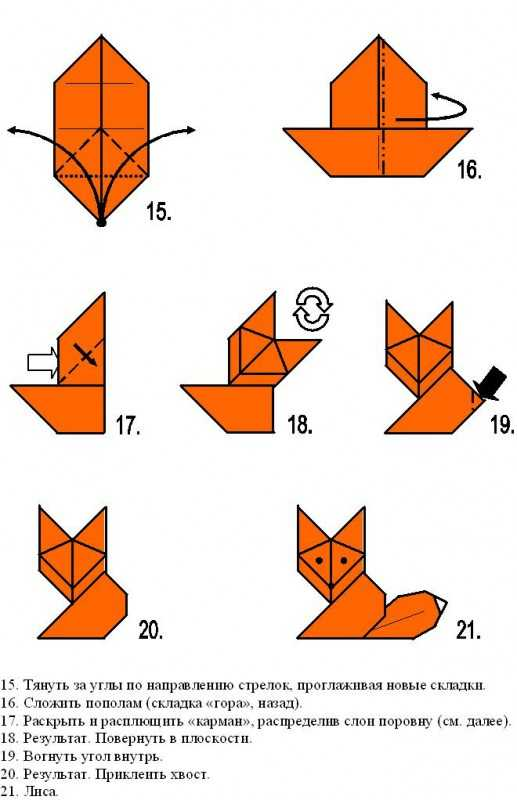 15.
16.
17.
18.
19.
20.
21.
15. Тянуть за углы по направлению стрелок, проглаживая новые складки.
16. Сложить пополам (складка «гора», назад).
17. Раскрыть и расплющить «карман», распределив слои поровну (см. далее).
18. Результат. Повернуть в плоскости.
19. Вогнуть угол внутрь.
20. Результат. Приклеить хвост.
21. Лиса.